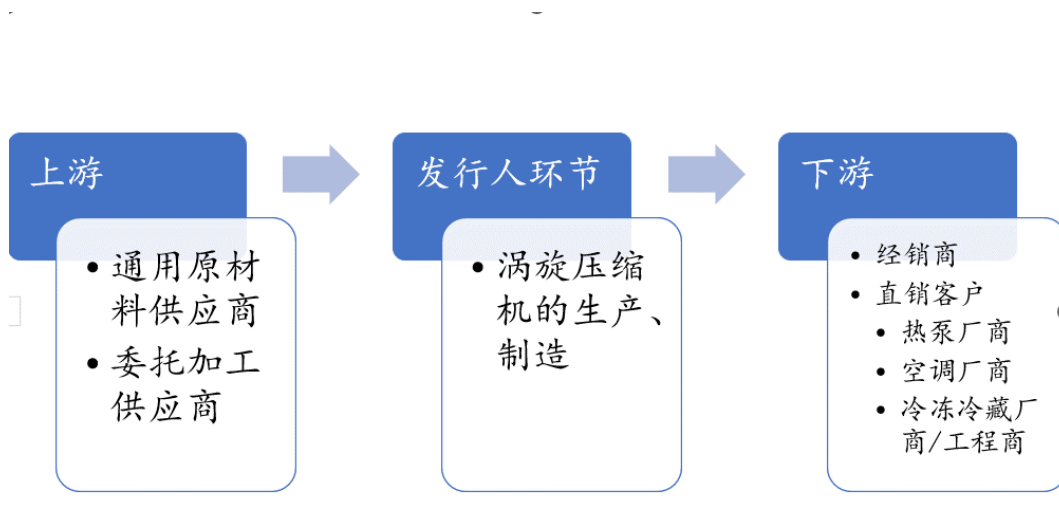 上游
• 通用原材
料供应商
• 委托加工
供应商
发行人环节
• 涡旋压缩
机的生产、
制造
下游
• 经销商
• 直销客户
• 热泵厂商
• 空调厂商
• 冷冻冷藏厂
商/工程商